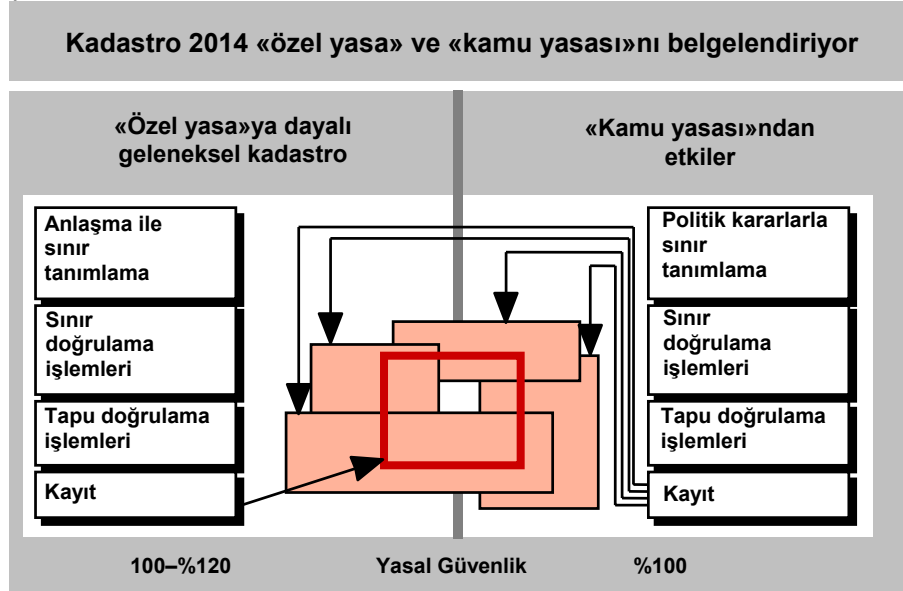 Kadastro 2014 «özel yasa» ve «kamu yasası»nı belgelendiriyor
«Özel yasa»ya dayalı
geleneksel kadastro
«Kamu yasası»ndan
etkiler
Anlaşma ile
sınır
tanımlama
Sınır
doğrulama
işlemleri
Tapu doğrulama
işlemleri
Kayıt
Politik kararlarla
sınır
tanımlama
Sınır
doğrulama
işlemleri
Tapu doğrulama
işlemleri
Kayıt
100–%120
Yasal Güvenlik
%100